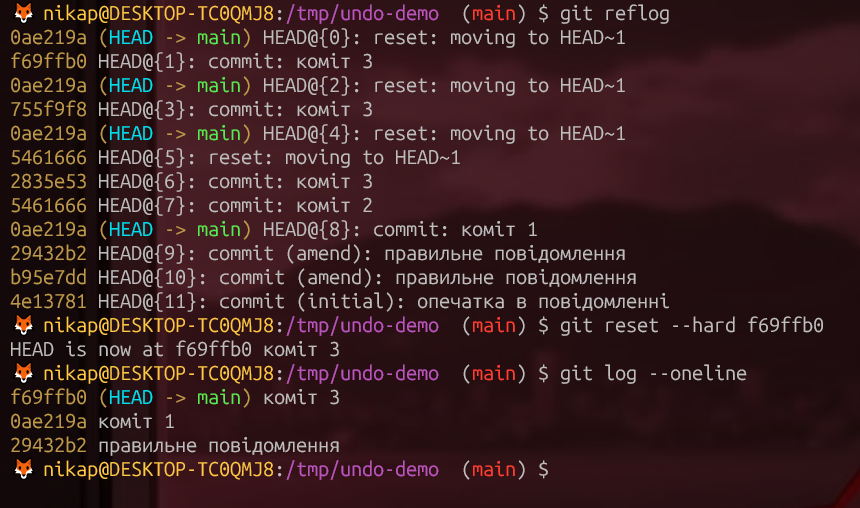 🦊 nikap@DESKTOP-TC0QMJ8:/tmp/undo-demo (main) $ git reflog
0ae219a (HEAD -> main) HEAD@{0}: reset: moving to HEAD~1
f69ffb0 HEAD@{1}: commit: коміт 3
0ae219a (HEAD -> main) HEAD@{2}: reset: moving to HEAD~1
755f9f8 HEAD@{3}: commit: коміт 3
0ae219a (HEAD -> main) HEAD@{4}: reset: moving to HEAD~1
5461666 HEAD@{5}: reset: moving to HEAD~1
2835e53 HEAD@{6}: commit: коміт 3
5461666 HEAD@{7}: commit: коміт 2
0ae219a (HEAD -> main) HEAD@{8}: commit: коміт 1
29432b2 HEAD@{9}: commit (amend): правильне повідомлення
b95e7dd HEAD@{10}: commit (amend): правильне повідомлення
4e13781 HEAD@{11}: commit (initial): опечатка в повідомленні
🦊 nikap@DESKTOP-TC0QMJ8:/tmp/undo-demo (main) $ git reset --hard f69ffb0
HEAD is now at f69ffb0 коміт 3
🦊 nikap@DESKTOP-TC0QMJ8:/tmp/undo-demo (main) $ git log --oneline
f69ffb0 (HEAD -> main) коміт 3
0ae219a коміт 1
29432b2 правильне повідомлення
🦊 nikap@DESKTOP-TC0QMJ8:/tmp/undo-demo (main) $